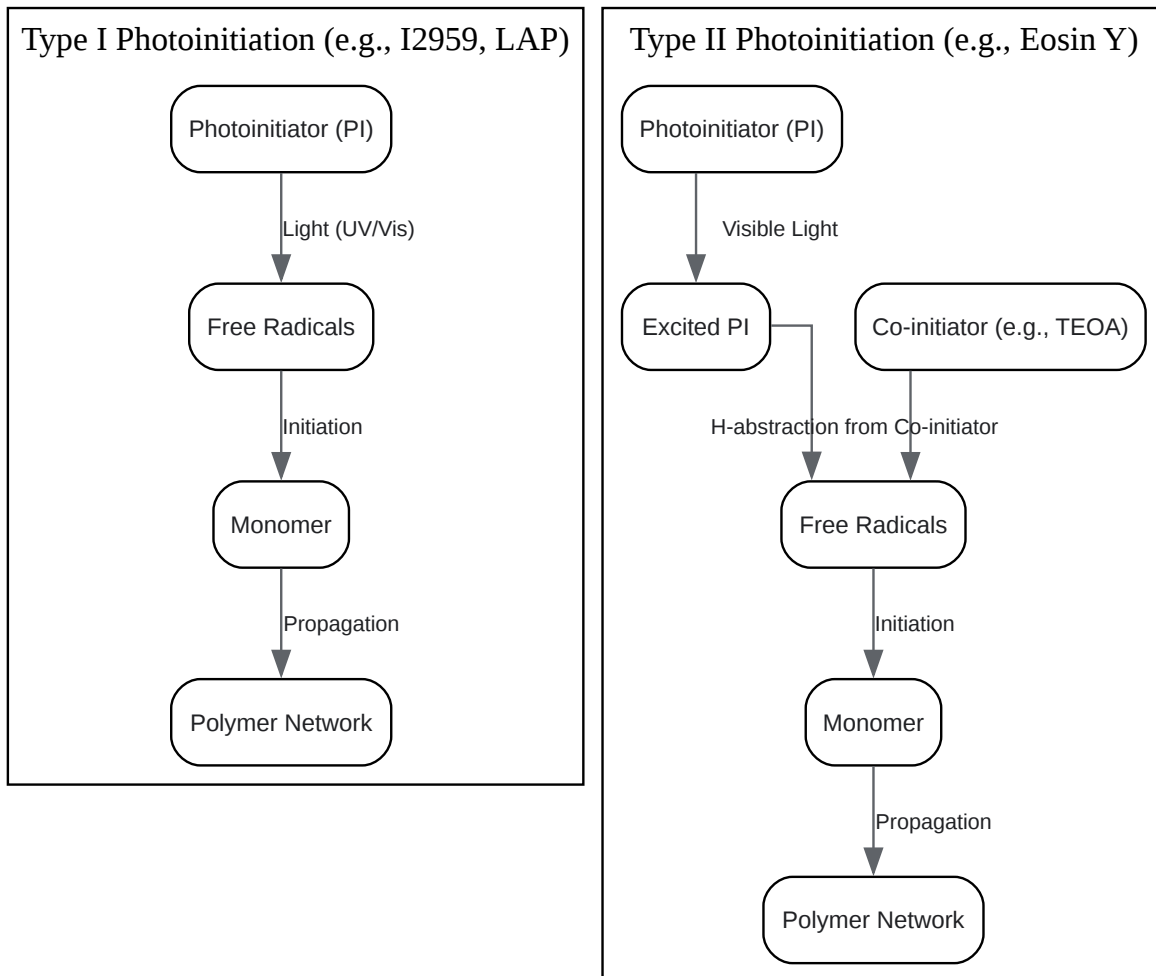 Type I Photoinitiation (e.g., I2959, LAP)
Photoinitiator (PI)
Light (UV/Vis)
Free Radicals
Initiation
Monomer
Propagation
Polymer Network
Type II Photoinitiation (e.g., Eosin Y)
Photoinitiator (PI)
Visible Light
Excited PI
Co-initiator (e.g., TEOA)
H-abstraction from Co-initiator
Free Radicals
Initiation
Monomer
Propagation
Polymer Network